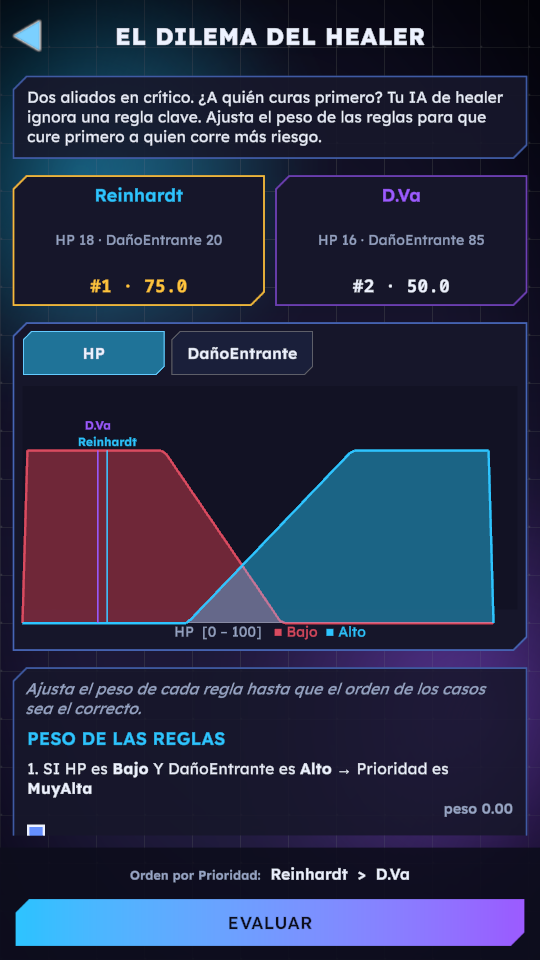 EL DILEMA DEL HEALER
Dos aliados en crítico. ¿A quién curas primero? Tu IA de healer
ignora una regla clave. Ajusta el peso de las reglas para que
cure primero a quien corre más riesgo.
Reinhardt
HP 18 · DañoEntrante 20
#1 · 75.0
D.Va
HP 16 · DañoEntrante 85
#2 · 50.0
HP
DañoEntrante
D.Va
Reinhardt
HP [0 – 100] Bajo Alto
Ajusta el peso de cada regla hasta que el orden de los casos
sea el correcto.
PESO DE LAS REGLAS
1. SI HP es Bajo Y DañoEntrante es Alto → Prioridad es
MuyAlta
peso 0.00
Orden por Prioridad: Reinhardt > D.Va
EVALUAR